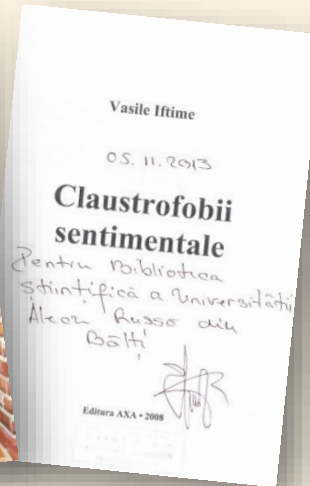 Vasile Iftime
05. 11. 2013
Claustrofobii
sentimentale
Pentru Biblioteca
științifică a Universității
Alecu Russo din
Bălți
Editura AXA • 2008